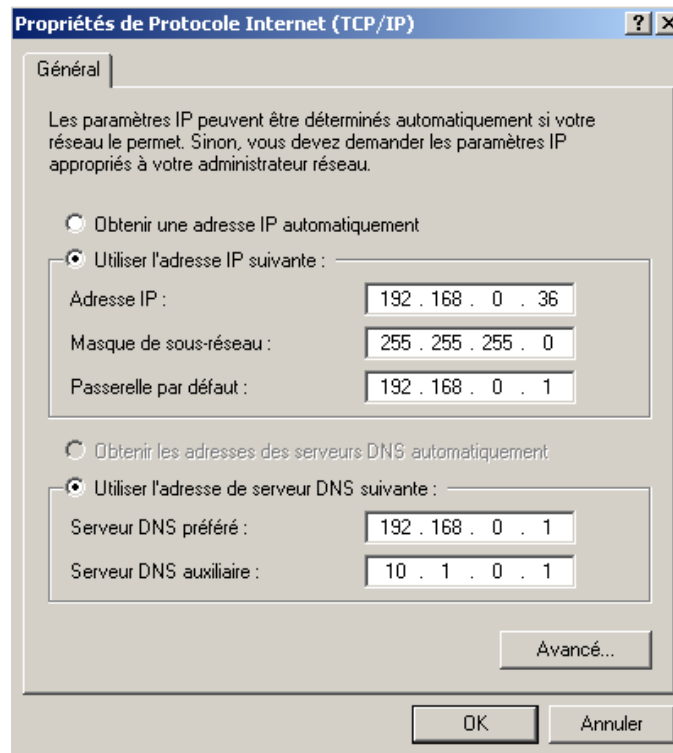 Propriétés de Protocole Internet (TCP/IP)
Général
Les paramètres IP peuvent être déterminés automatiquement si votre
réseau le permet. Sinon, vous devez demander les paramètres IP
appropriés à votre administrateur réseau.
Obtenir une adresse IP automatiquement
Utiliser l'adresse IP suivante :
Adresse IP : 192 . 168 . 0 . 36
Masque de sous-réseau : 255 . 255 . 255 . 0
Passerelle par défaut : 192 . 168 . 0 . 1
Obtenir les adresses des serveurs DNS automatiquement
Utiliser l'adresse de serveur DNS suivante :
Serveur DNS préféré : 192 . 168 . 0 . 1
Serveur DNS auxiliaire : 10 . 1 . 0 . 1
Avancé...
OK Annuler